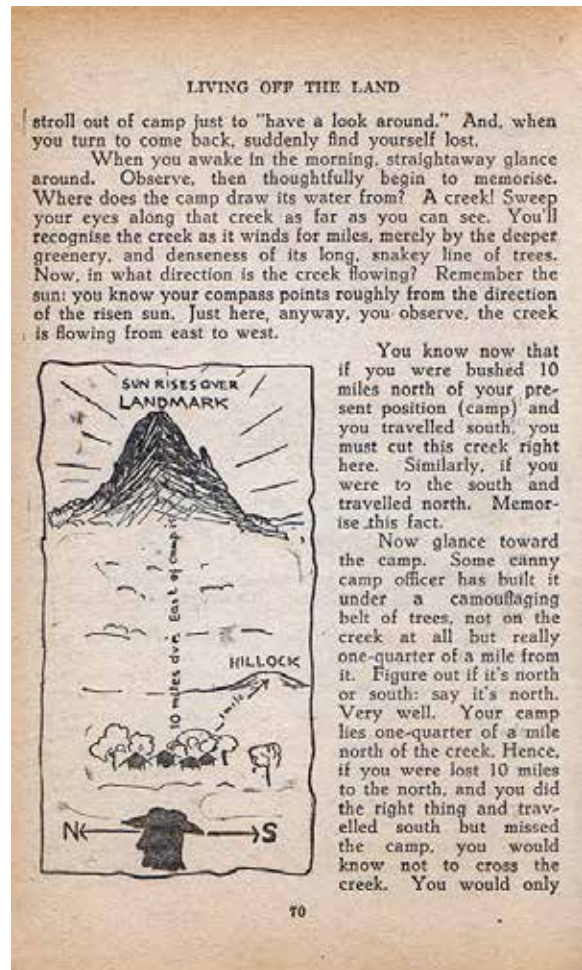 LIVING OFF THE LAND
stroll out of camp just to "have a look around." And, when
you turn to come back, suddenly find yourself lost.
When you awake in the morning, straightaway glance
around. Observe, then thoughtfully begin to memorise.
Where does the camp draw its water from? A creek! Sweep
your eyes along that creek as far as you can see. You'll
recognise the creek as it winds for miles, merely by the deeper
greenery, and denseness of its long, snakey line of trees.
Now, in what direction is the creek flowing? Remember the
sun: you know your compass points roughly from the direction
of the risen sun. Just here, anyway, you observe, the creek
is flowing from east to west.
SUN RISES OVER
LANDMARK
10 miles due East of camp
HILLOCK
1 mile
N
S
You know now that
if you were bushed 10
miles north of your pre-
sent position (camp) and
you travelled south, you
must cut this creek right
here. Similarly, if you
were to the south and
travelled north. Memor-
ise this fact.
Now glance toward
the camp. Some canny
camp officer has built it
under a camouflaging
belt of trees, not on the
creek at all but really
one-quarter of a mile from
it. Figure out if it's north
or south: say it's north.
Very well. Your camp
lies one-quarter of a mile
north of the creek. Hence,
if you were lost 10 miles
to the north, and you did
the right thing and trav-
elled south but missed
the camp, you would
know not to cross the
creek. You would only
70